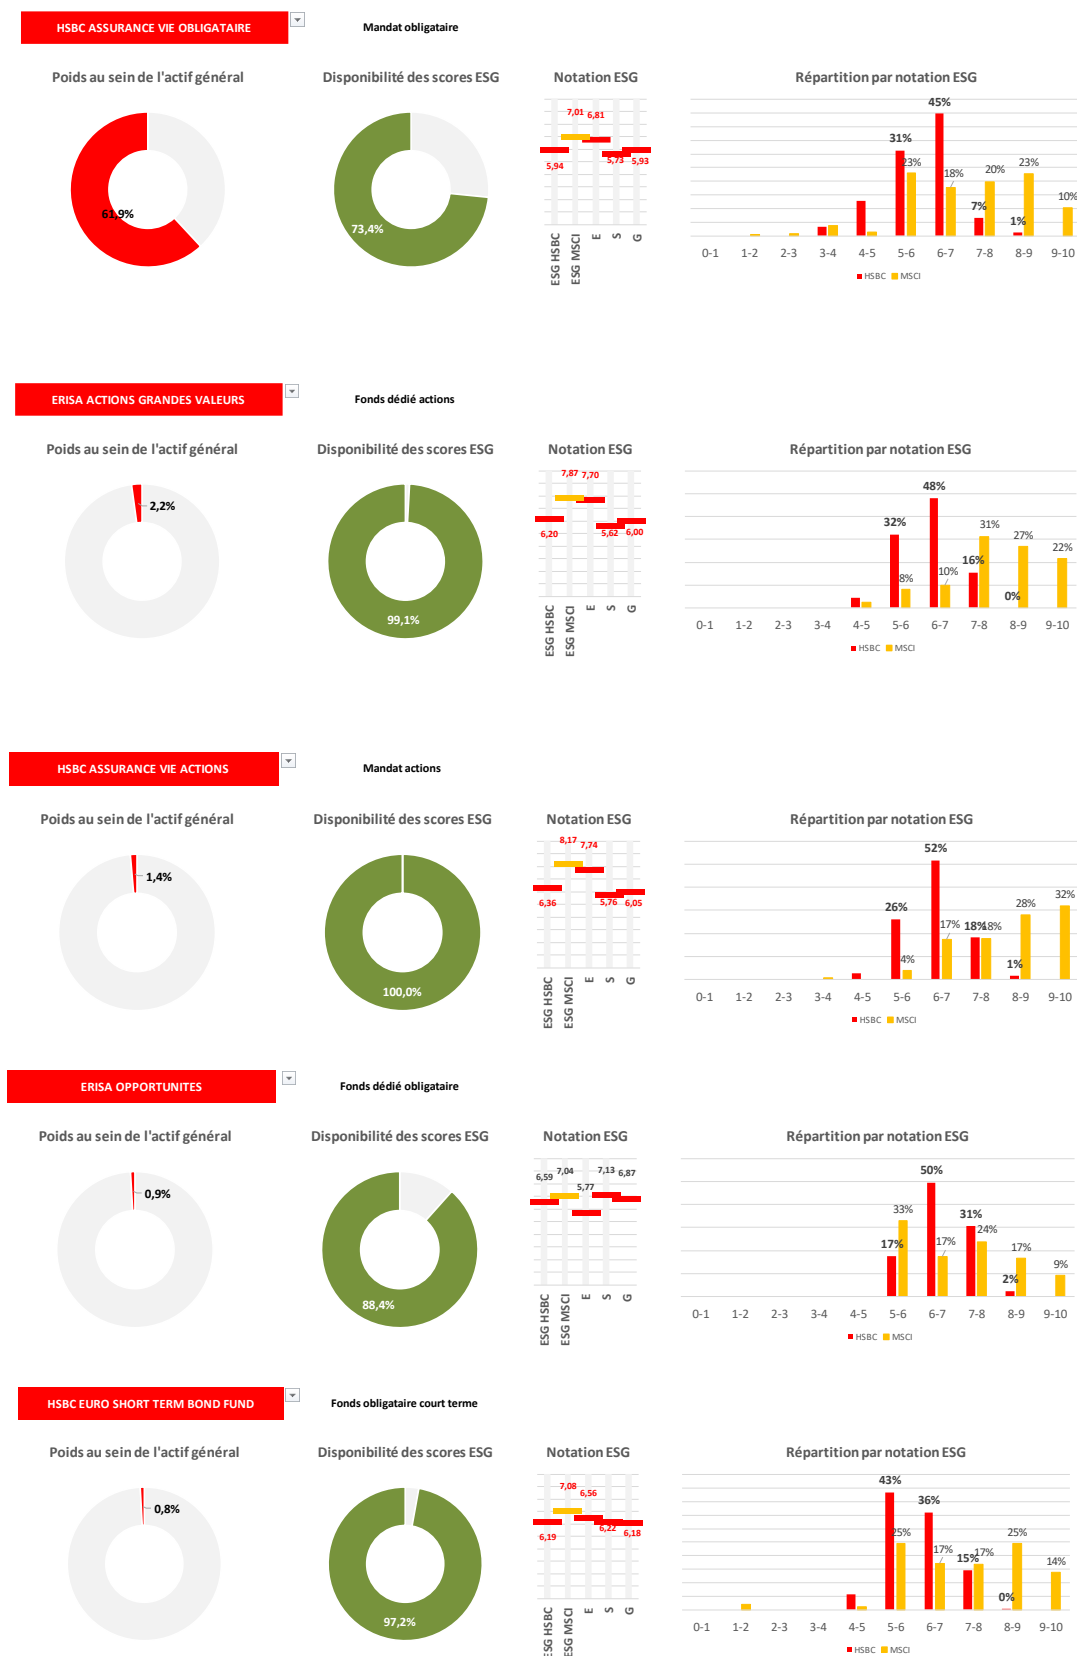 HSBC ASSURANCE VIE OBLIGATAIRE
Mandat obligataire
Poids au sein de l'actif général
Disponibilité des scores ESG
Notation ESG
Répartition par notation ESG
61,9%
73,4%
7,01 6,81
5,94 5,73 5,93
ESG HSBC
ESG MSCI
E
S
G
45%
31%
23%
18%
20%
7%
23%
1%
10%
0-1 1-2 2-3 3-4 4-5 5-6 6-7 7-8 8-9 9-10
HSBC MSCI
ERISA ACTIONS GRANDES VALEURS
Fonds dédié actions
Poids au sein de l'actif général
Disponibilité des scores ESG
Notation ESG
Répartition par notation ESG
2,2%
99,1%
7,87 7,70
6,20 5,62 6,00
ESG HSBC
ESG MSCI
E
S
G
48%
32%
8%
10%
16%
31%
0%
27%
22%
0-1 1-2 2-3 3-4 4-5 5-6 6-7 7-8 8-9 9-10
HSBC MSCI
HSBC ASSURANCE VIE ACTIONS
Mandat actions
Poids au sein de l'actif général
Disponibilité des scores ESG
Notation ESG
Répartition par notation ESG
1,4%
100,0%
8,17 7,74
6,36 5,76 6,05
ESG HSBC
ESG MSCI
E
S
G
52%
26%
4%
17%
18%
18%
1%
28%
32%
0-1 1-2 2-3 3-4 4-5 5-6 6-7 7-8 8-9 9-10
HSBC MSCI
ERISA OPPORTUNITES
Fonds dédié obligataire
Poids au sein de l'actif général
Disponibilité des scores ESG
Notation ESG
Répartition par notation ESG
0,9%
88,4%
6,59 7,04 5,77 7,13 6,87
ESG HSBC
ESG MSCI
E
S
G
50%
17%
33%
17%
31%
24%
2%
17%
9%
0-1 1-2 2-3 3-4 4-5 5-6 6-7 7-8 8-9 9-10
HSBC MSCI
HSBC EURO SHORT TERM BOND FUND
Fonds obligataire court terme
Poids au sein de l'actif général
Disponibilité des scores ESG
Notation ESG
Répartition par notation ESG
0,8%
97,2%
7,08 6,56
6,19 6,22 6,18
ESG HSBC
ESG MSCI
E
S
G
43%
25%
36%
17%
15%
17%
0%
25%
14%
0-1 1-2 2-3 3-4 4-5 5-6 6-7 7-8 8-9 9-10
HSBC MSCI